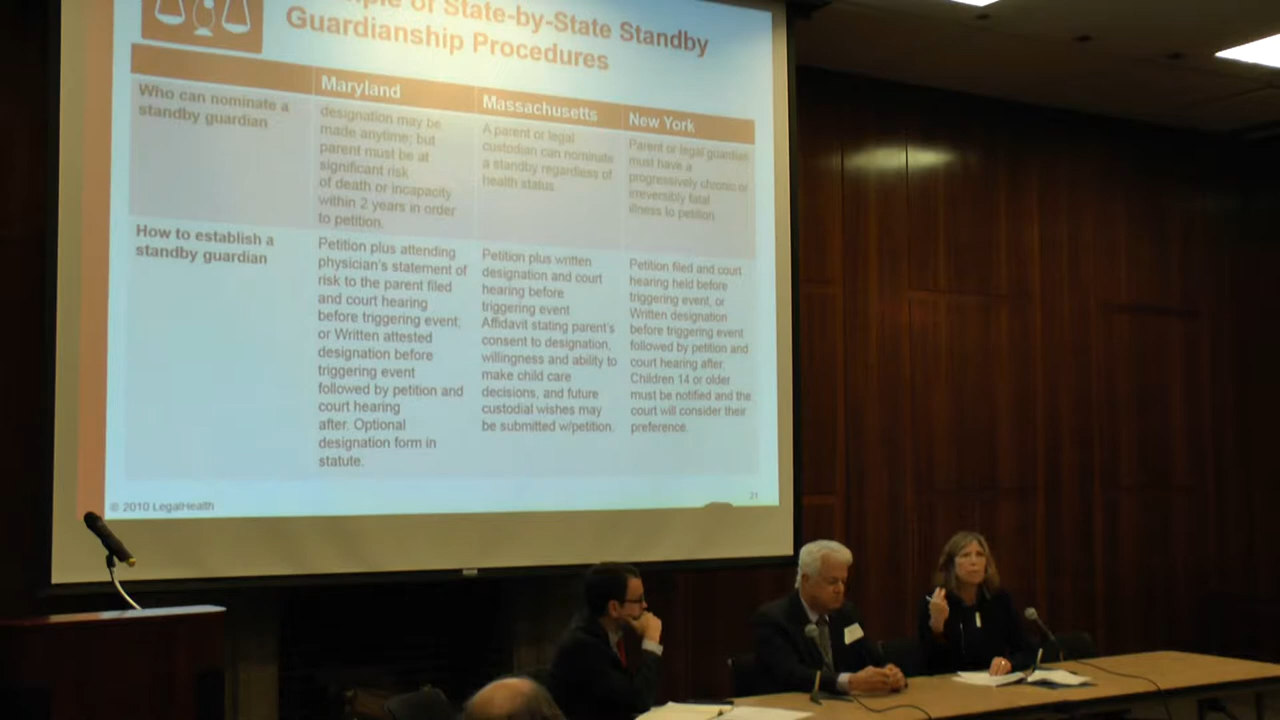 of State-by-State Standby
Guardianship Procedures
Maryland
Massachusetts
New York
Who can nominate a
standby guardian
designation may be
made anytime; but
parent must be at
significant risk
of death or incapacity
within 2 years in order
to petition.
A parent or legal
custodian can nominate
a standby regardless of
health status
Parent or legal guardian
must have a
progressively chronic or
irreversibly fatal
illness to petition
How to establish a
standby guardian
Petition plus attending
physician's statement of
risk to the parent filed
and court hearing
before triggering event;
or Written attested
designation before
triggering event
followed by petition and
court hearing
after. Optional
designation form in
statute.
Petition plus written
designation and court
hearing before
triggering event
Affidavit stating parent's
consent to designation,
willingness and ability to
make child care
decisions, and future
custodial wishes may
be submitted w/petition.
Petition filed and court
hearing held before
triggering event, or
Written designation
before triggering event
followed by petition and
court hearing after.
Children 14 or older
must be notified and the
court will consider their
preference.
© 2010 LegalHealth
21